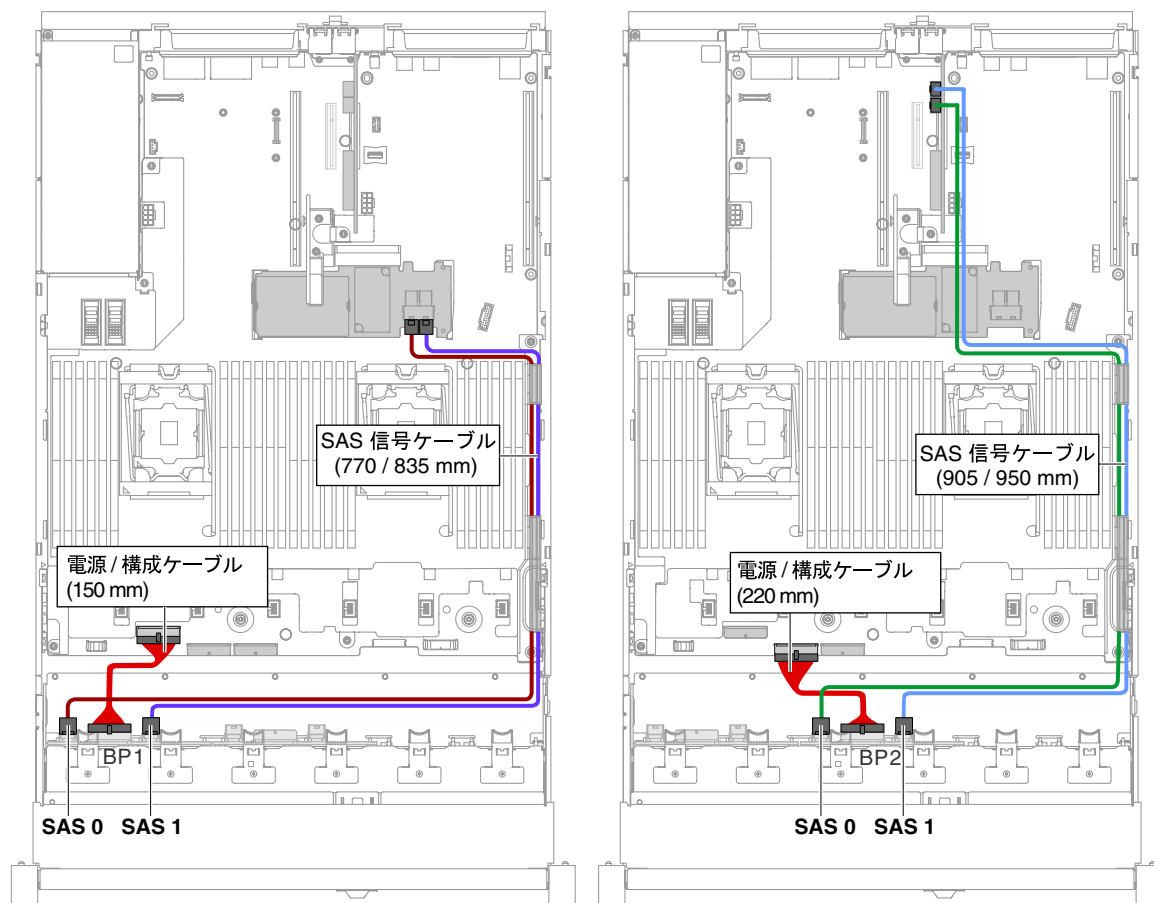 SAS 信号ケーブル
(770 / 835 mm)
電源 / 構成ケーブル
(150 mm)
BP1
SAS 0
SAS 1
SAS 信号ケーブル
(905 / 950 mm)
電源 / 構成ケーブル
(220 mm)
BP2
SAS 0
SAS 1